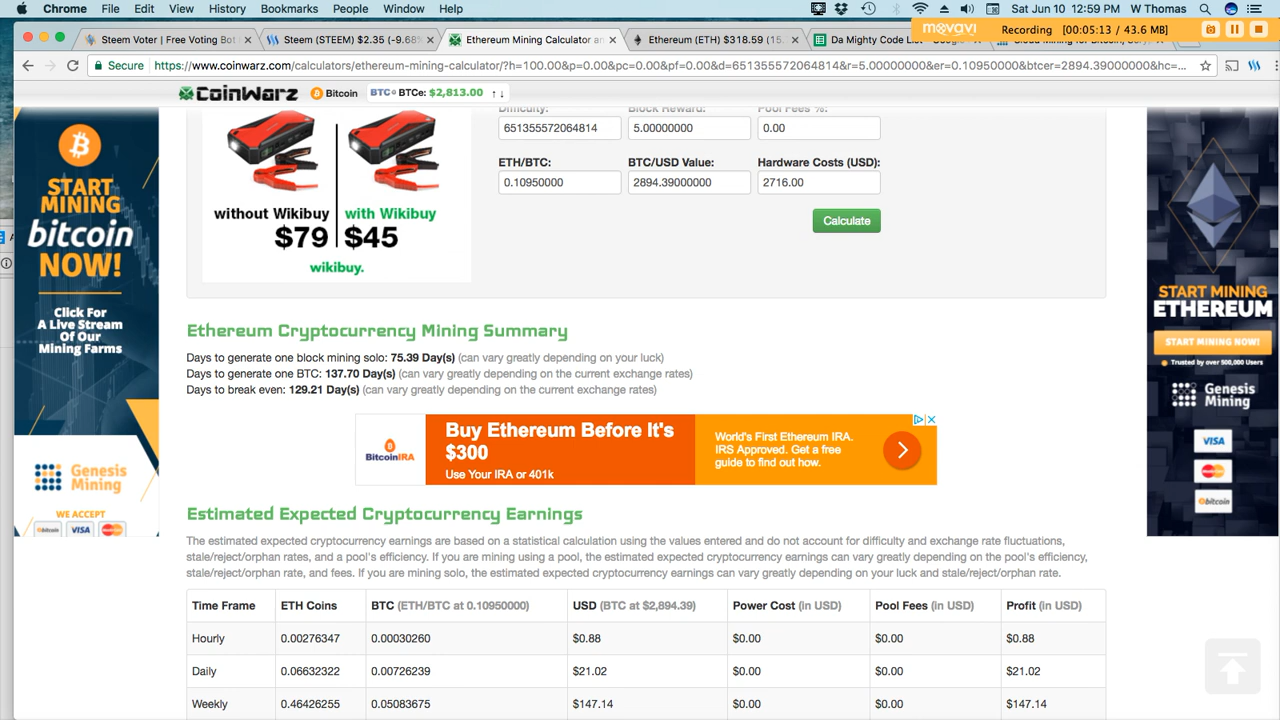 Chrome File Edit View History Bookmarks People Window Help Sat Jun 10 12:59 PM W Thomas
movavi Recording [00:05:13 / 43.6 MB]
Steem Voter | Free Voting Bot Steem (STEEM) $2.35 (-9.68% Ethereum Mining Calculator an Ethereum (ETH) $318.59 (15. Da Mighty Code List - Google Cloud Mining for Bitcoin,
Secure https://www.coinwarz.com/calculators/ethereum-mining-calculator/?h=100.00&p=0.00&pc=0.00&pf=0.00&d=651355572064814&r=5.00000000&er=0.10950000&btcer=2894.39000000&hc=...
CoinWarz Bitcoin BTC BTCe: $2,813.00
Difficulty: Block Reward: Pool Fees %:
651355572064814 5.00000000 0.00
ETH/BTC: BTC/USD Value: Hardware Costs (USD):
0.10950000 2894.39000000 2716.00
Calculate
without Wikibuy with Wikibuy
$79 $45
wikibuy.
START
MINING
bitcoin
NOW!
Click For
A Live Stream
Of Our
Mining Farms
Genesis
Mining
WE ACCEPT
bitcoin VISA MasterCard
START MINING
ETHEREUM
START MINING NOW!
Trusted by over 500,000 Users
Genesis
Mining
VISA
MasterCard
bitcoin
Ethereum Cryptocurrency Mining Summary
Days to generate one block mining solo: 75.39 Day(s) (can vary greatly depending on your luck)
Days to generate one BTC: 137.70 Day(s) (can vary greatly depending on the current exchange rates)
Days to break even: 129.21 Day(s) (can vary greatly depending on the current exchange rates)
BitcoinIRA
Buy Ethereum Before It's
$300
Use Your IRA or 401k
World's First Ethereum IRA.
IRS Approved. Get a free
guide to find out how.
Estimated Expected Cryptocurrency Earnings
The estimated expected cryptocurrency earnings are based on a statistical calculation using the values entered and do not account for difficulty and exchange rate fluctuations,
stale/reject/orphan rates, and a pool's efficiency. If you are mining using a pool, the estimated expected cryptocurrency earnings can vary greatly depending on the pool's efficiency,
stale/reject/orphan rate, and fees. If you are mining solo, the estimated expected cryptocurrency earnings can vary greatly depending on your luck and stale/reject/orphan rate.
Time Frame ETH Coins BTC (ETH/BTC at 0.10950000) USD (BTC at $2,894.39) Power Cost (in USD) Pool Fees (in USD) Profit (in USD)
Hourly 0.00276347 0.00030260 $0.88 $0.00 $0.00 $0.88
Daily 0.06632322 0.00726239 $21.02 $0.00 $0.00 $21.02
Weekly 0.46426255 0.05083675 $147.14 $0.00 $0.00 $147.14